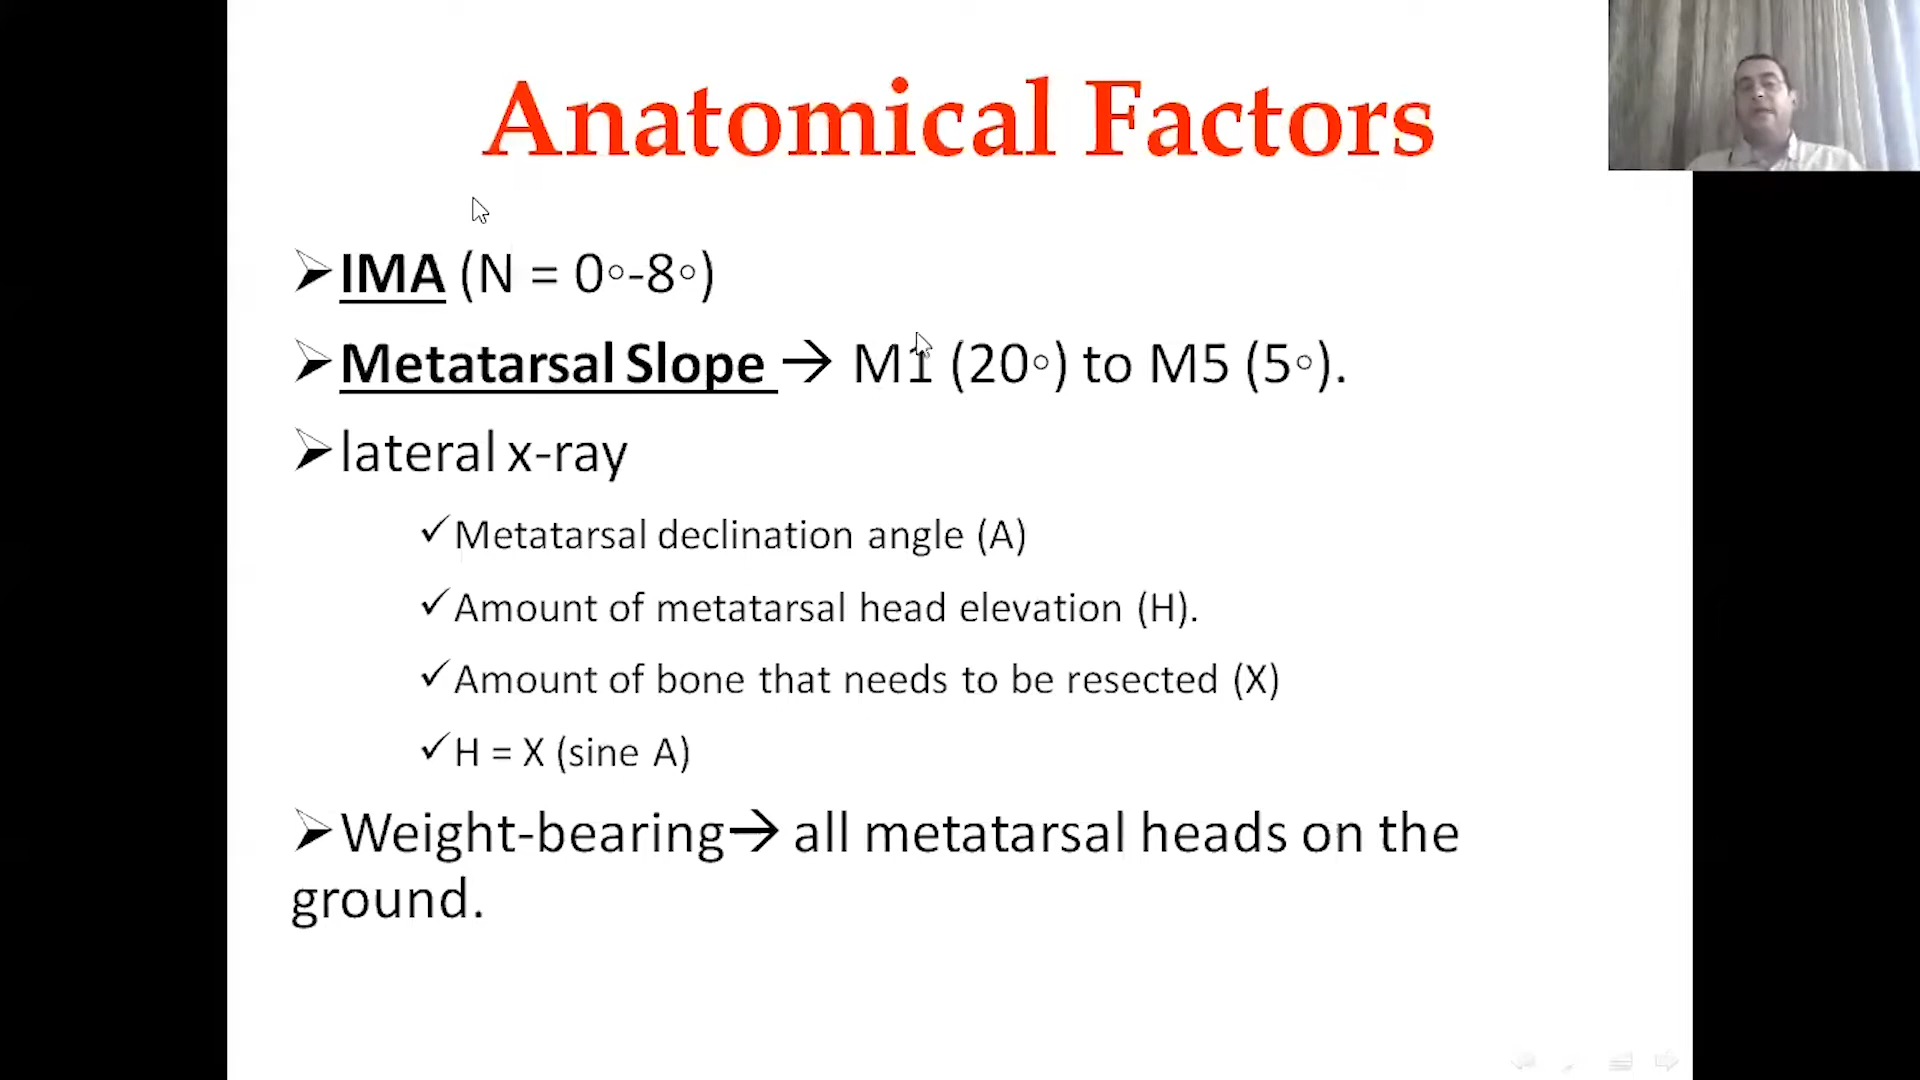 Anatomical Factors
➢IMA (N = 0◦-8◦)
➢Metatarsal Slope → M1 (20◦) to M5 (5◦).
➢lateral x-ray
✓Metatarsal declination angle (A)
✓Amount of metatarsal head elevation (H).
✓Amount of bone that needs to be resected (X)
✓H = X (sine A)
➢Weight-bearing→ all metatarsal heads on the
ground.